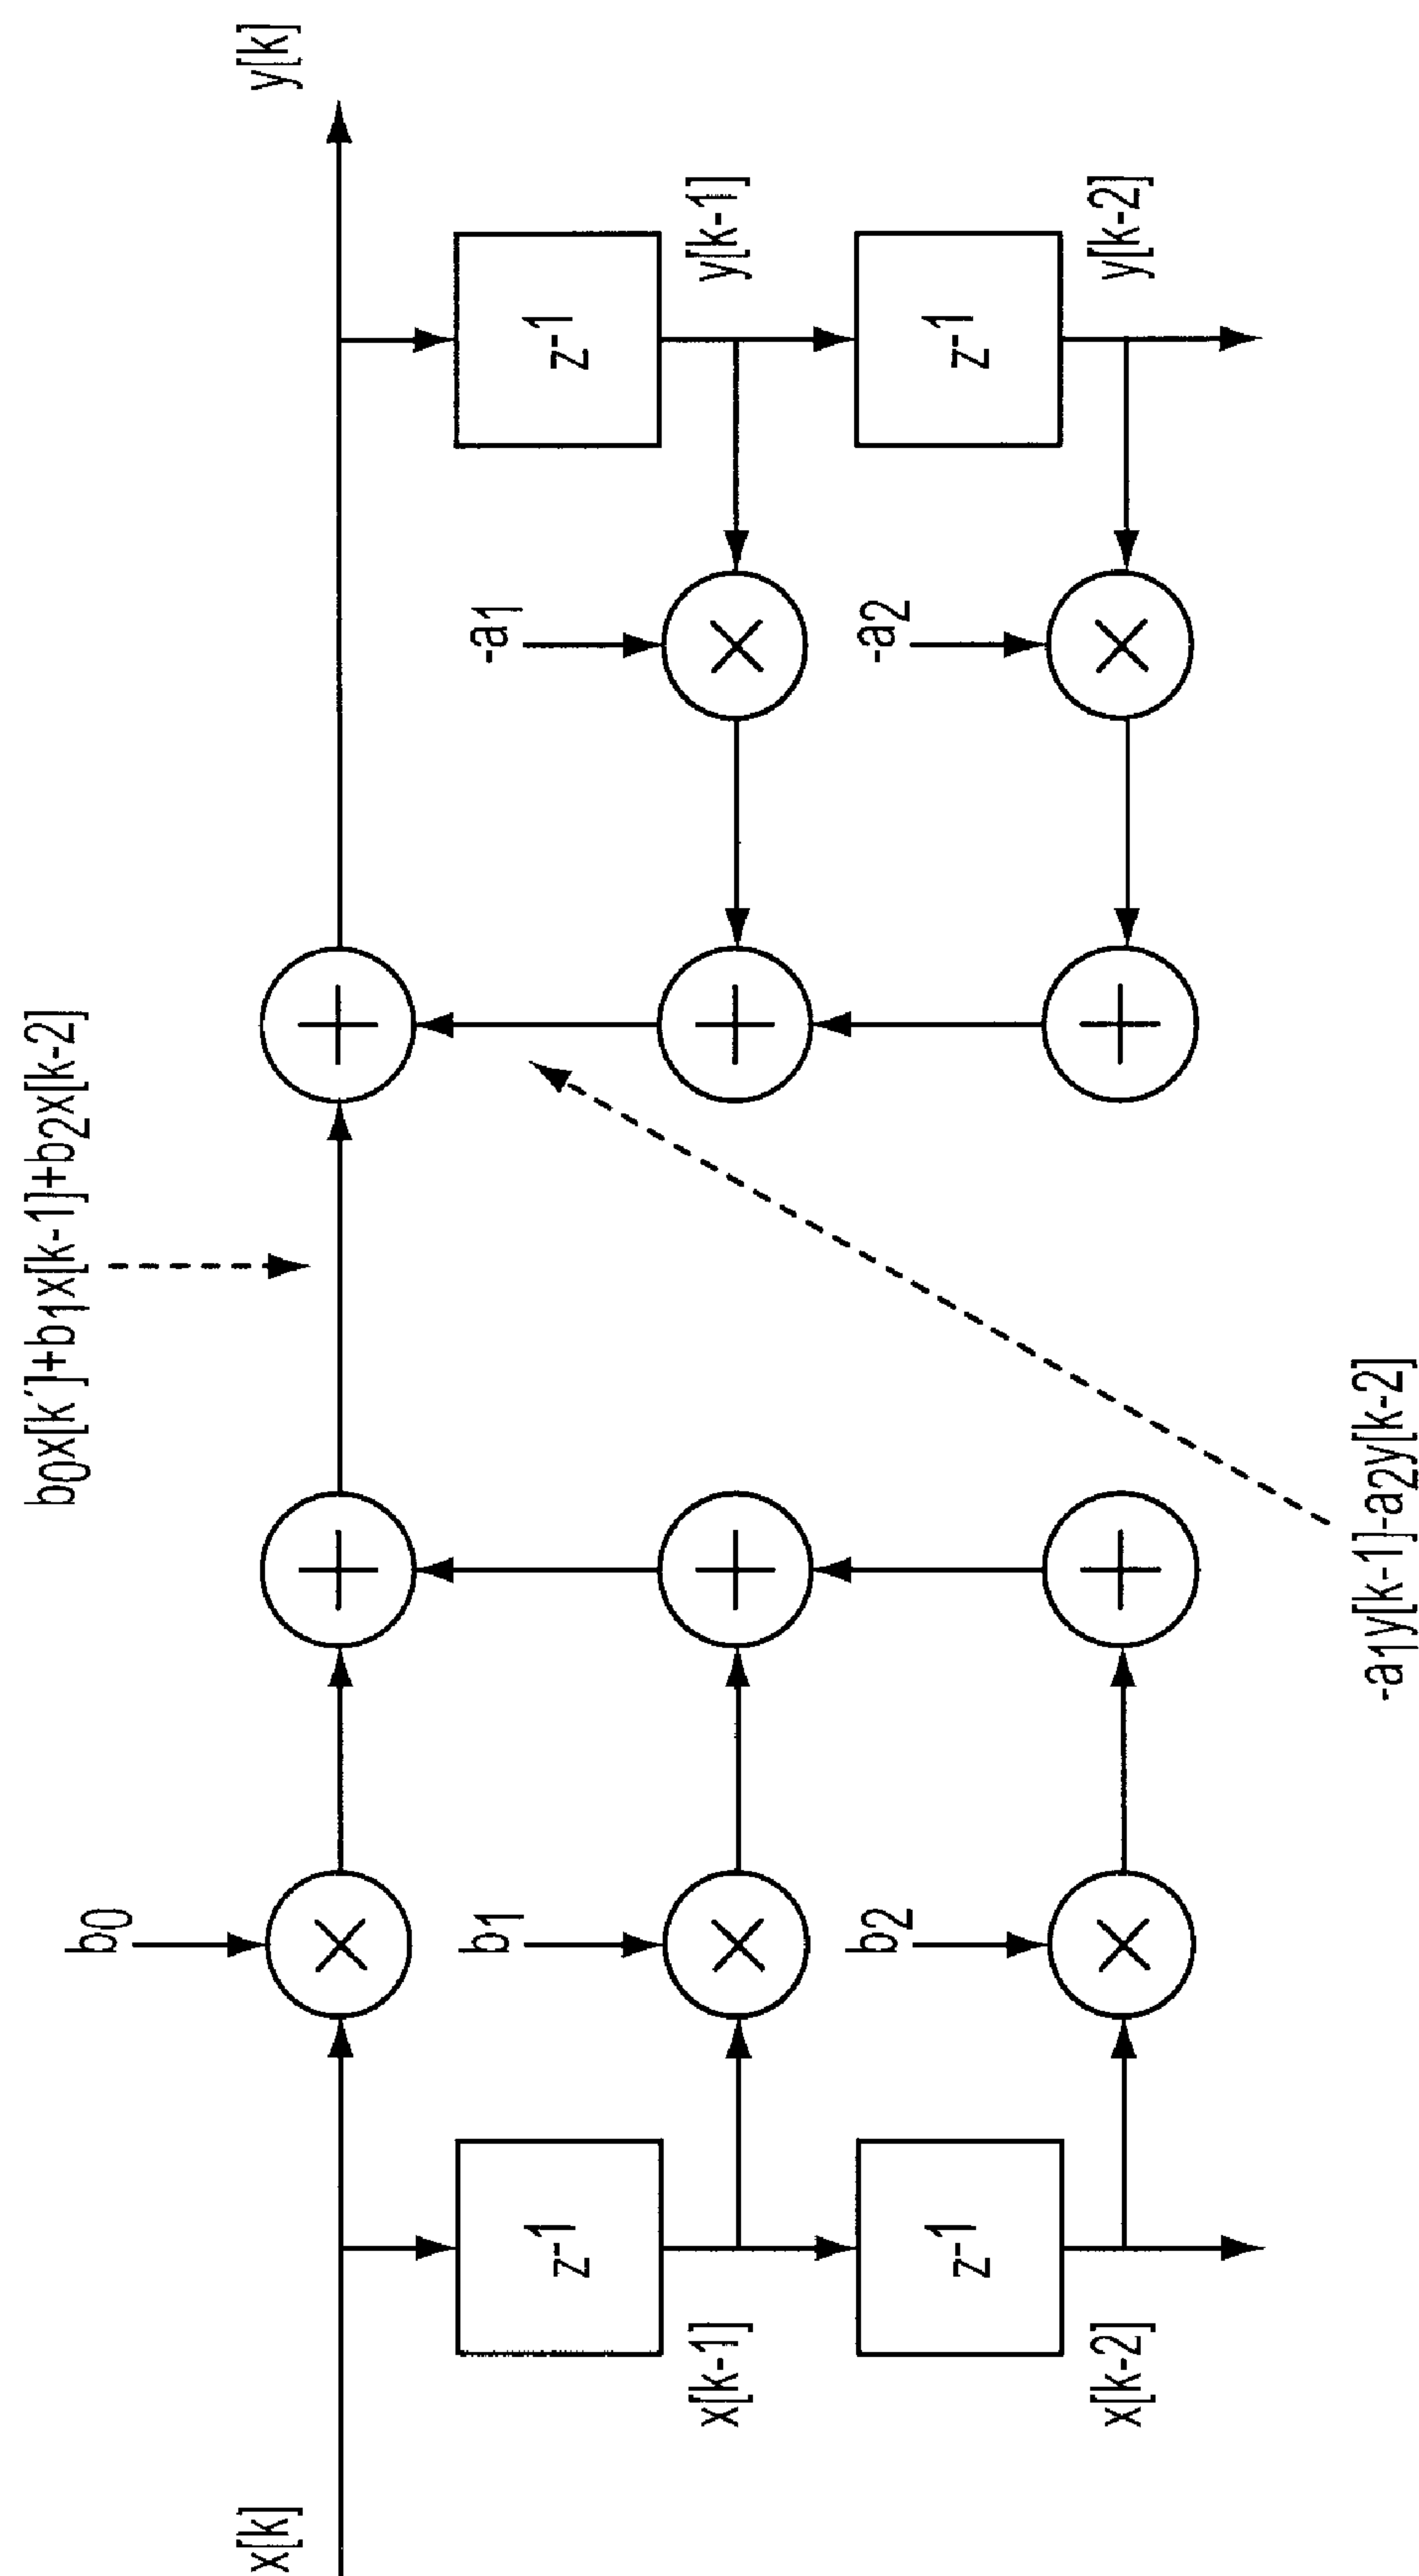 b0x[k´]+b1x[k-1]+b2x[k-2]
x[k]
b0
y[k]
z-1
b1
-a1
z-1
x[k-1]
y[k-1]
z-1
b2
-a2
z-1
x[k-2]
y[k-2]
-a1y[k-1]-a2y[k-2]